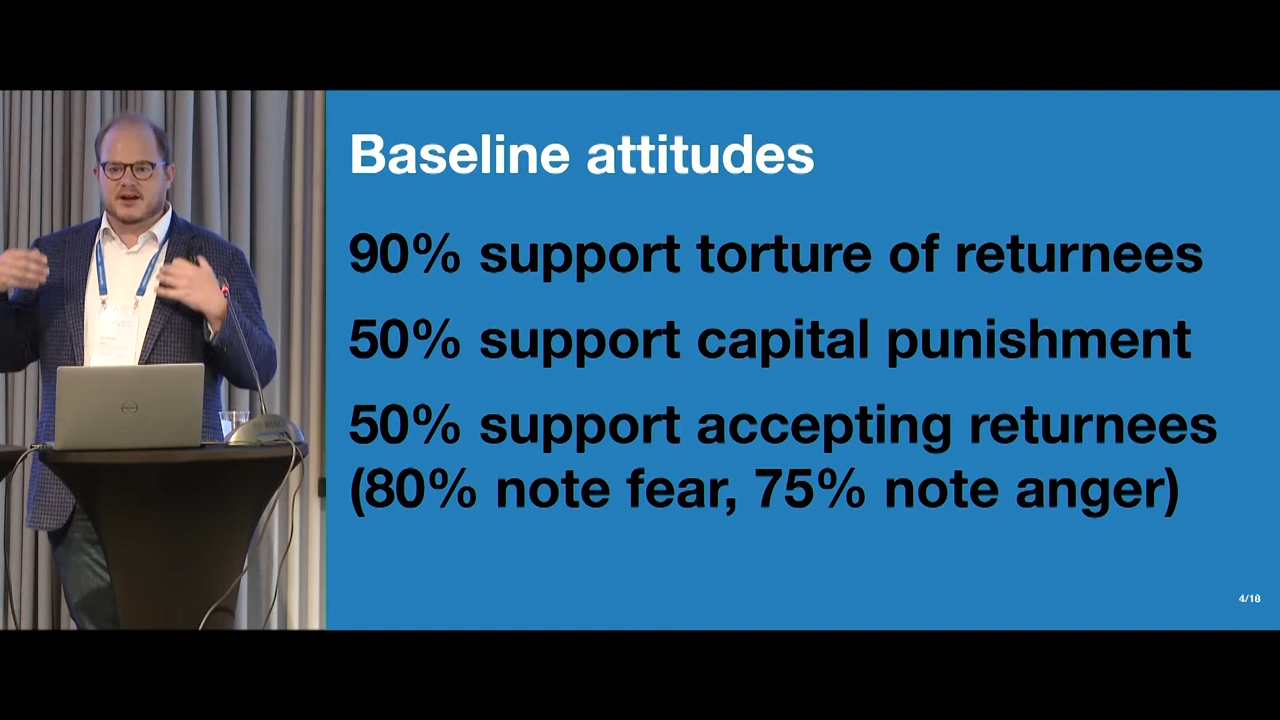 Baseline attitudes
90% support torture of returnees
50% support capital punishment
50% support accepting returnees
(80% note fear, 75% note anger)
4/18
DELL